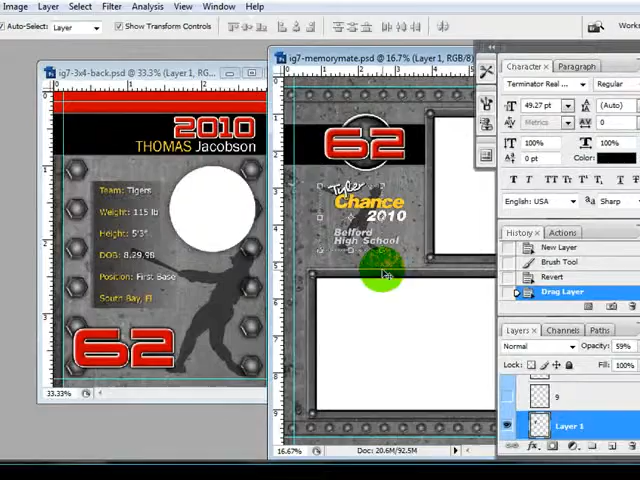 Image Layer Select Filter Analysis View Window Help
Auto-Select: Layer Show Transform Controls Work
ig7-3x4-back.psd @ 33.3% (Layer 1, RG...
ig7-memorymate.psd @ 16.7% (Layer 1, RGB/8)
2010
THOMAS Jacobson
Team: Tigers
Weight: 115 lb
Height: 5'3"
DOB: 8.29.98
Position: First Base
South Bay, Fl
62
33.33%
62
Tyler
Chance
2010
Belford
High School
16.67% Doc: 20.6M/92.5M
Character Paragraph
Terminator Real ... Regular
49.27 pt (Auto)
Metrics 0
100% 100%
0 pt Color:
T T TT Tt T T
English: USA Sharp
History Actions
New Layer
Brush Tool
Revert
Drag Layer
Layers Channels Paths
Normal Opacity: 59%
Lock: Fill: 100%
9
Layer 1